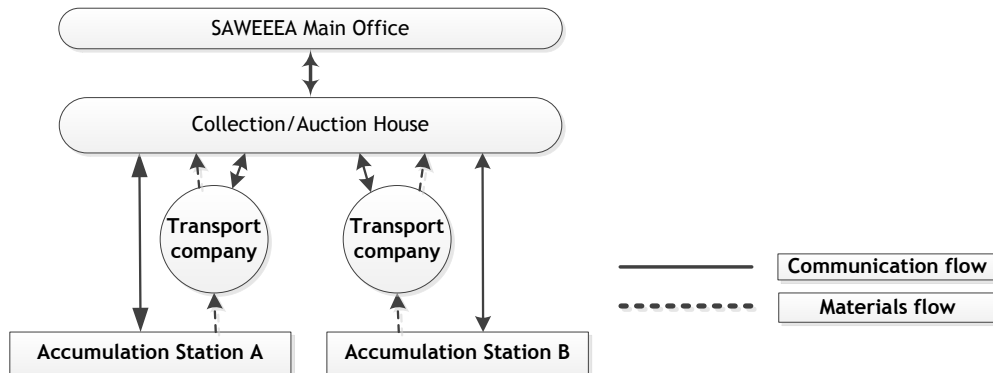 SAWEEEA Main Office
Collection/Auction House
Transport
company
Transport
company
Communication flow
Materials flow
Accumulation Station A
Accumulation Station B